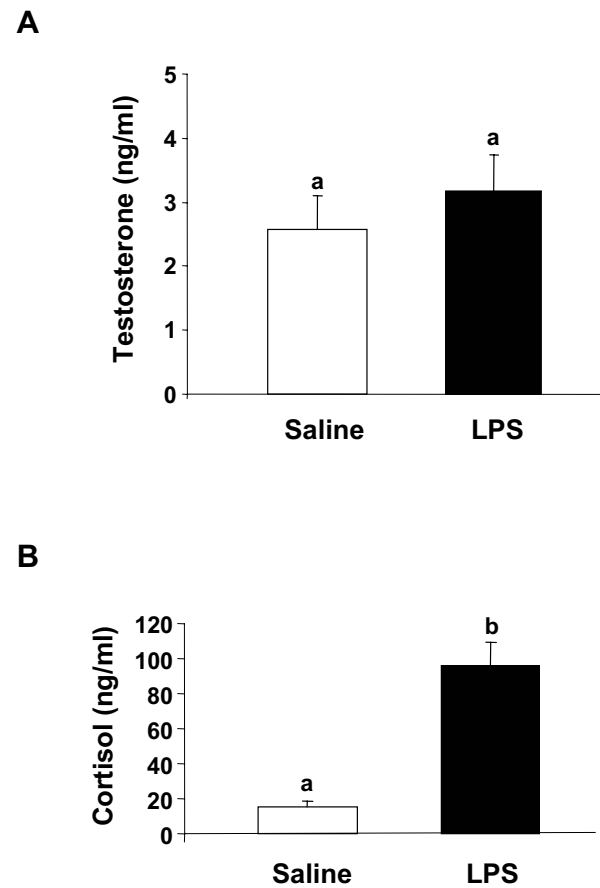 A
Testosterone (ng/ml)
5
4
3
2
1
0
a
a
Saline
LPS
B
Cortisol (ng/ml)
120
100
80
60
40
20
0
a
b
Saline
LPS